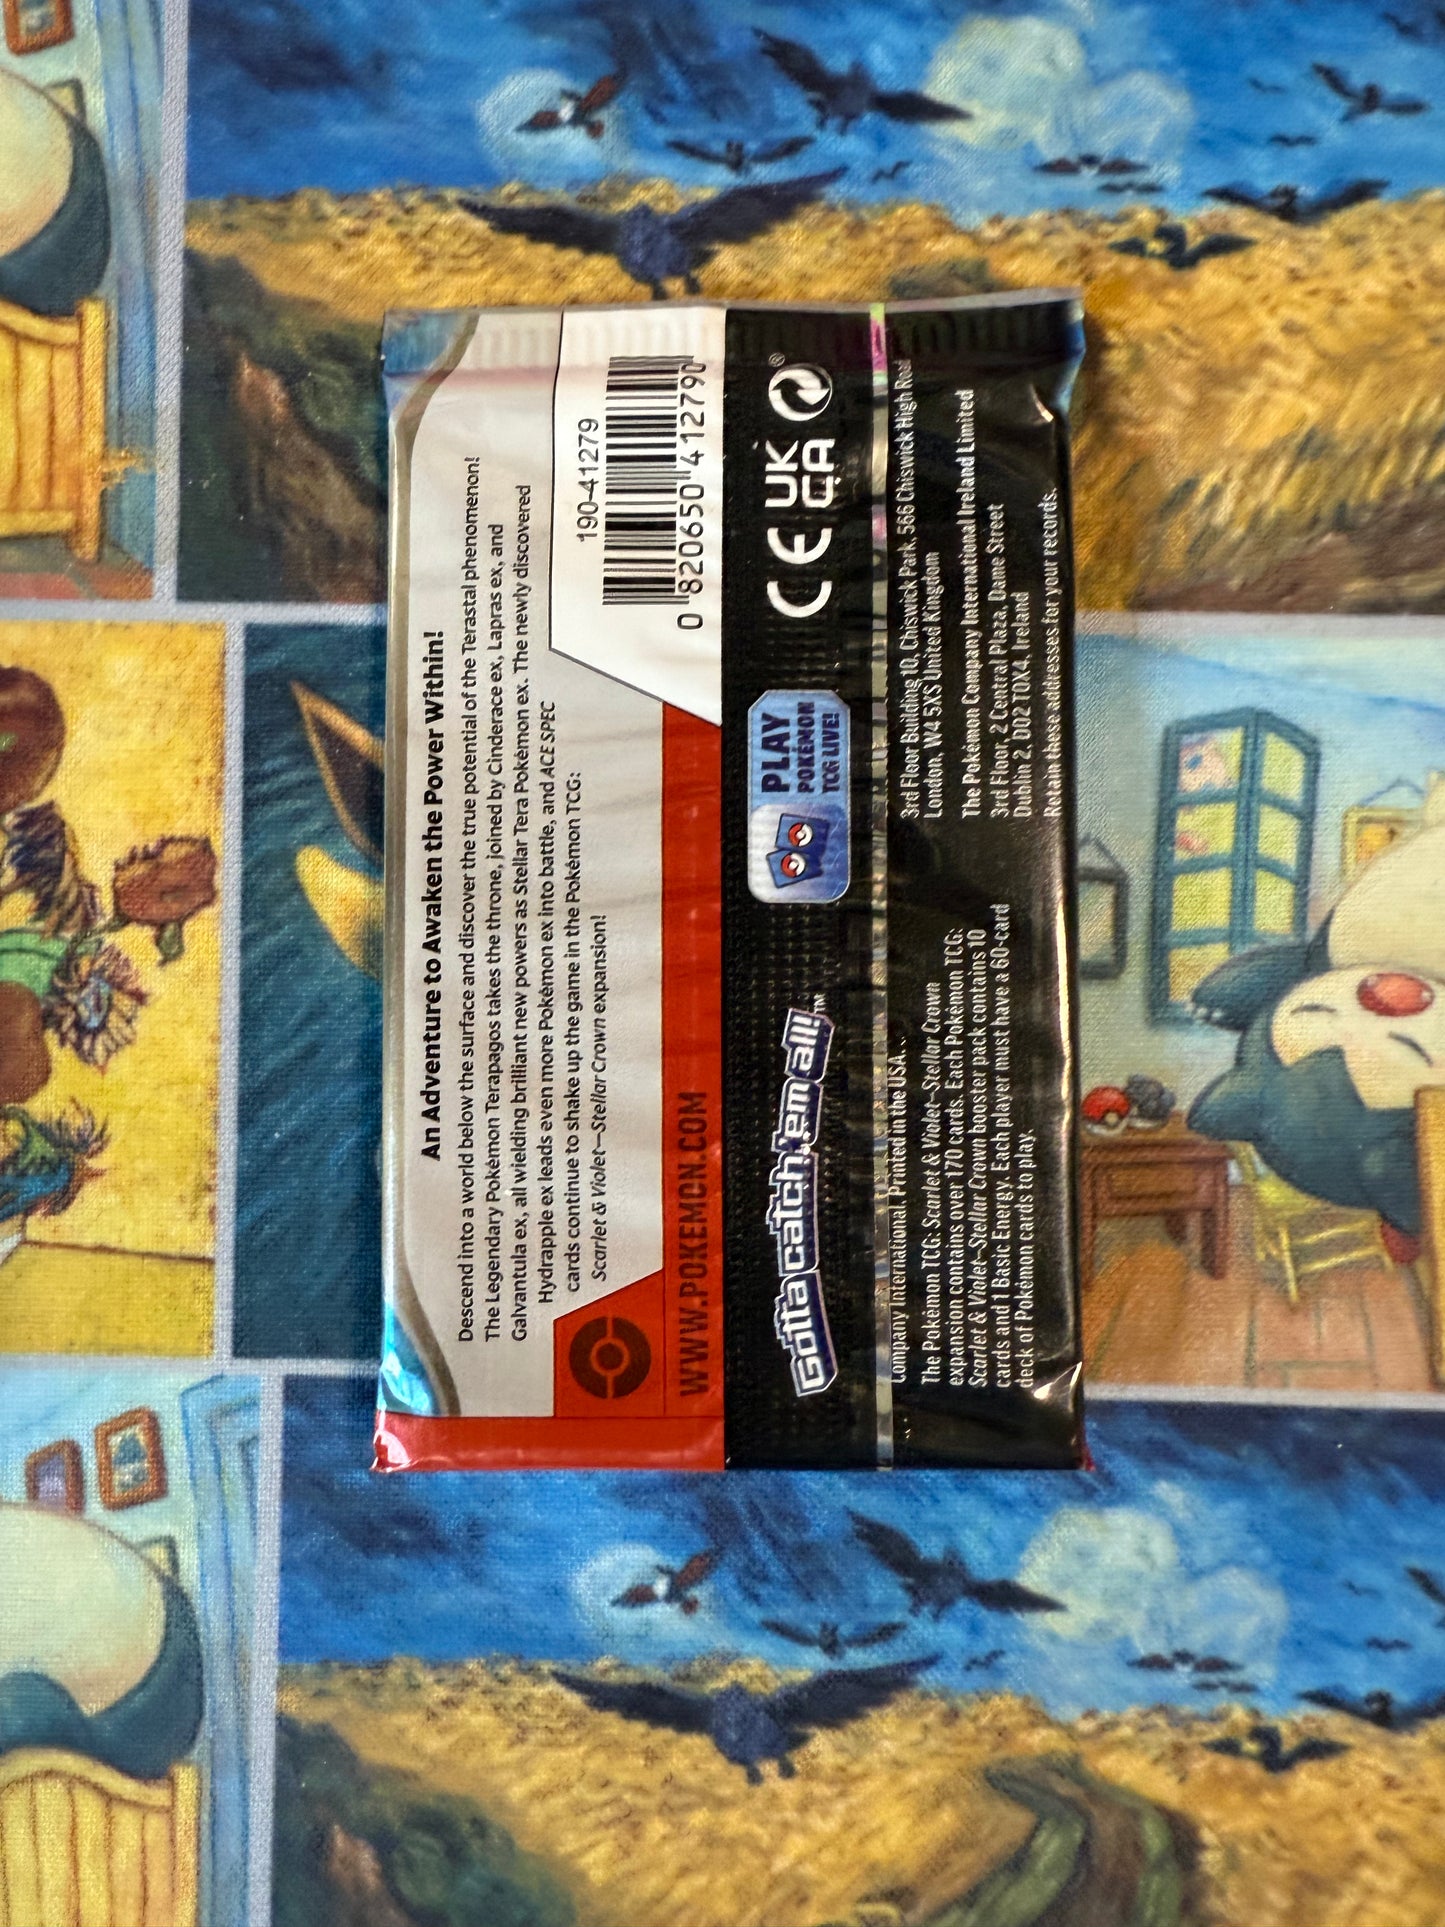 An Adventure to Awaken the Power Within!
Descend into a world below the surface and discover the true potential of the Terastal phenomenon!
The Legendary Pokémon Terapagos takes the throne, joined by Cinderace ex, Lapras ex, and
Galvantula ex, all wielding brilliant new powers as Stellar Tera Pokémon ex. The newly discovered
Hydrapple ex leads even more Pokémon ex into battle, and ACE SPEC
cards continue to shake up the game in the Pokémon TCG:
Scarlet & Violet—Stellar Crown expansion!
190-41279
0 820650 412790
WWW.POKEMON.COM
Gotta catch 'em all!™
PLAY
POKÉMON
TCG LIVE!
CE UK
CA ®
Company International. Printed in the USA.
The Pokémon TCG: Scarlet & Violet—Stellar Crown
expansion contains over 170 cards. Each Pokémon TCG:
Scarlet & Violet—Stellar Crown booster pack contains 10
cards and 1 Basic Energy. Each player must have a 60-card
deck of Pokémon cards to play.
3rd Floor Building 10, Chiswick Park, 566 Chiswick High Road
London, W4 5XS United Kingdom
The Pokémon Company International Ireland Limited
3rd Floor, 2 Central Plaza, Dame Street
Dublin 2, D02 T0X4, Ireland
Retain these addresses for your records.